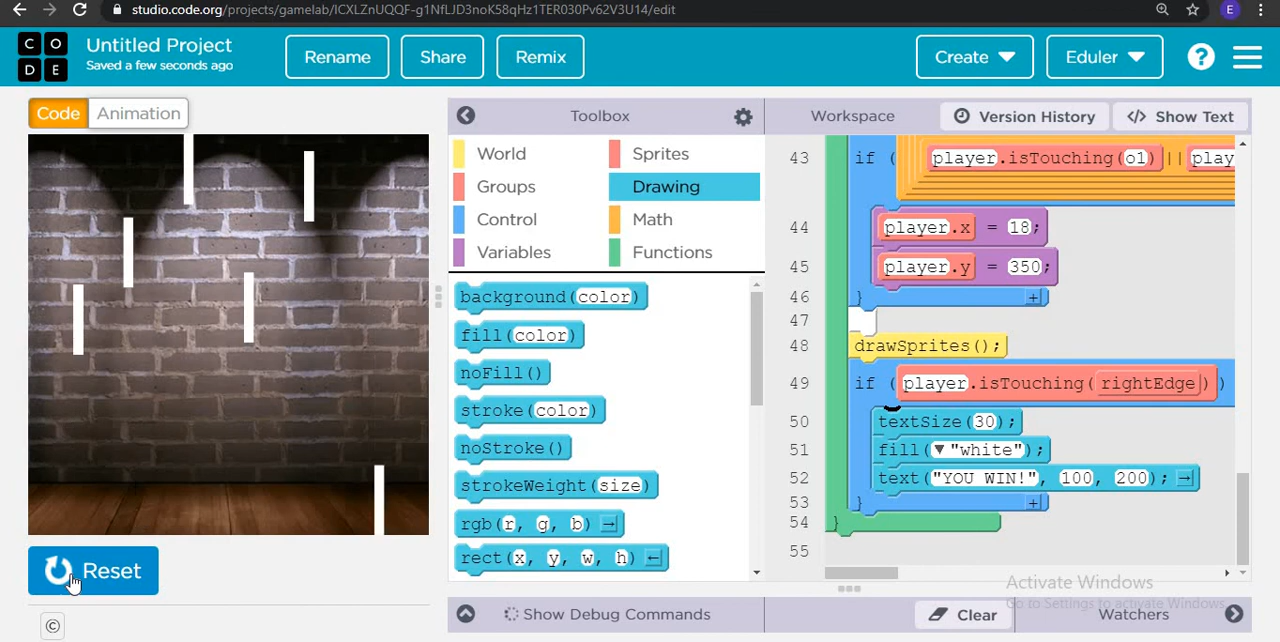 studio.code.org/projects/gamelab/ICXLZnUQQF-g1NfLJD3noK58qHz1TER030Pv62V3U14/edit
E
CODE
Untitled Project
Saved a few seconds ago
Rename
Share
Remix
Create
Eduler
?
Code
Animation
Toolbox
Workspace
Version History
</> Show Text
World
Sprites
Groups
Drawing
Control
Math
Variables
Functions
background(color)
fill(color)
noFill()
stroke(color)
noStroke()
strokeWeight(size)
rgb(r, g, b)
rect(x, y, w, h)
43 if ( player.isTouching(o1) || play
44 player.x = 18;
45 player.y = 350;
46 } +
47
48 drawSprites();
49 if ( player.isTouching( rightEdge ) )
50 textSize(30);
51 fill( "white");
52 text("YOU WIN!", 100, 200);
53 } +
54 }
55
Reset
©
Show Debug Commands
Clear
Watchers
Activate Windows
Go to Settings to activate Windows.